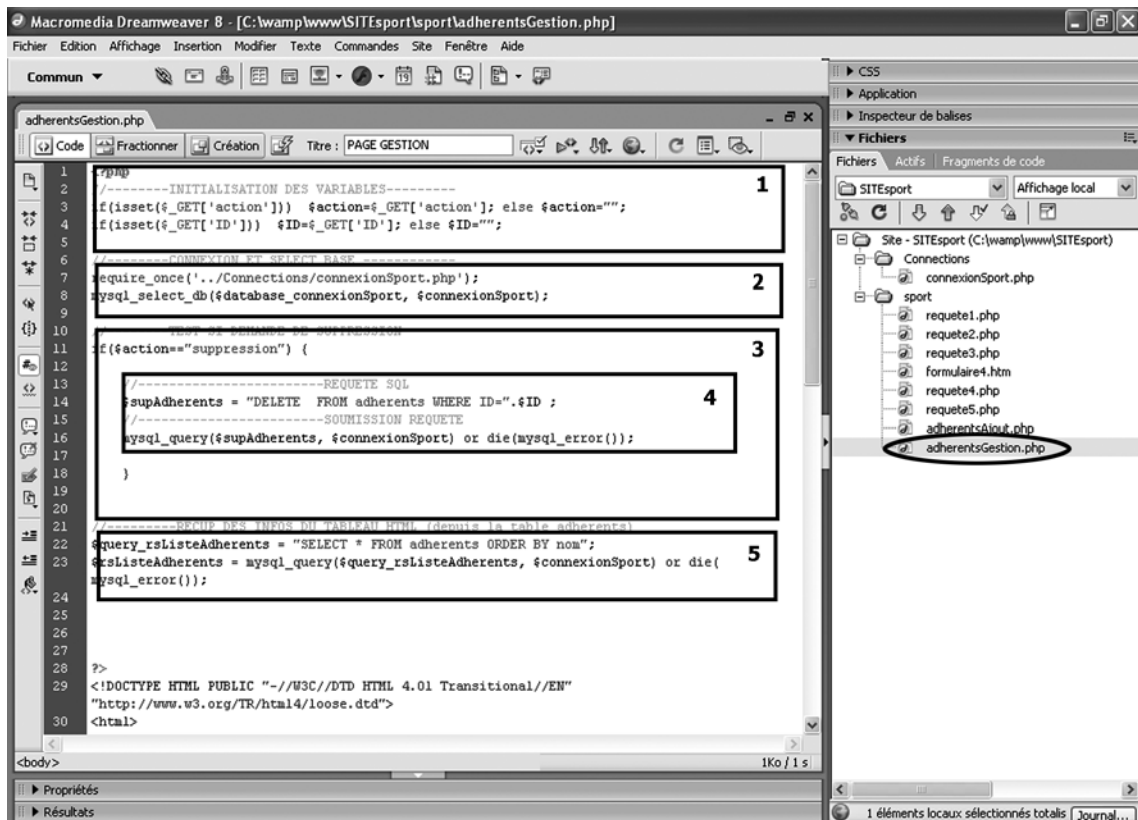 Macromedia Dreamweaver 8 - [C:\wamp\www\SITEsport\sport\adherentsGestion.php]
Fichier Edition Affichage Insertion Modifier Texte Commandes Site Fenêtre Aide
Commun
adherentsGestion.php
Code Fractionner Création Titre : PAGE GESTION
1 <?php
2 //--------INITIALISATION DES VARIABLES---------
3 if(isset($_GET['action'])) $action=$_GET['action']; else $action="";
4 if(isset($_GET['ID'])) $ID=$_GET['ID']; else $ID="";
5
6 //--------CONNEXION ET SELECT BASE ------------
7 require_once('../Connections/connexionSport.php');
8 mysql_select_db($database_connexionSport, $connexionSport);
9
10 //--------TEST SI DEMANDE DE SUPPRESSION
11 if($action=="suppression") {
12
13 //------------------------REQUETE SQL
14 $supAdherents = "DELETE FROM adherents WHERE ID=".$ID ;
15 //------------------------SOUMISSION REQUETE
16 mysql_query($supAdherents, $connexionSport) or die(mysql_error());
17
18 }
19
20
21 //---------RECUP DES INFOS DU TABLEAU HTML (depuis la table adherents)
22 $query_rsListeAdherents = "SELECT * FROM adherents ORDER BY nom";
23 $rsListeAdherents = mysql_query($query_rsListeAdherents, $connexionSport) or die(
mysql_error());
24
25
26
27
28 ?>
29 <!DOCTYPE HTML PUBLIC "-//W3C//DTD HTML 4.01 Transitional//EN"
"http://www.w3.org/TR/html4/loose.dtd">
30 <html>
1
2
3
4
5
<body>
1Ko / 1 s
Propriétés
Résultats
CSS
Application
Inspecteur de balises
Fichiers
Fichiers Actifs Fragments de code
SITEsport Affichage local
Site - SITEsport (C:\wamp\www\SITEsport)
Connections
connexionSport.php
sport
requete1.php
requete2.php
requete3.php
formulaire4.htm
requete4.php
requete5.php
adherentsAjout.php
adherentsGestion.php
1 éléments locaux sélectionnés totalis Journal...